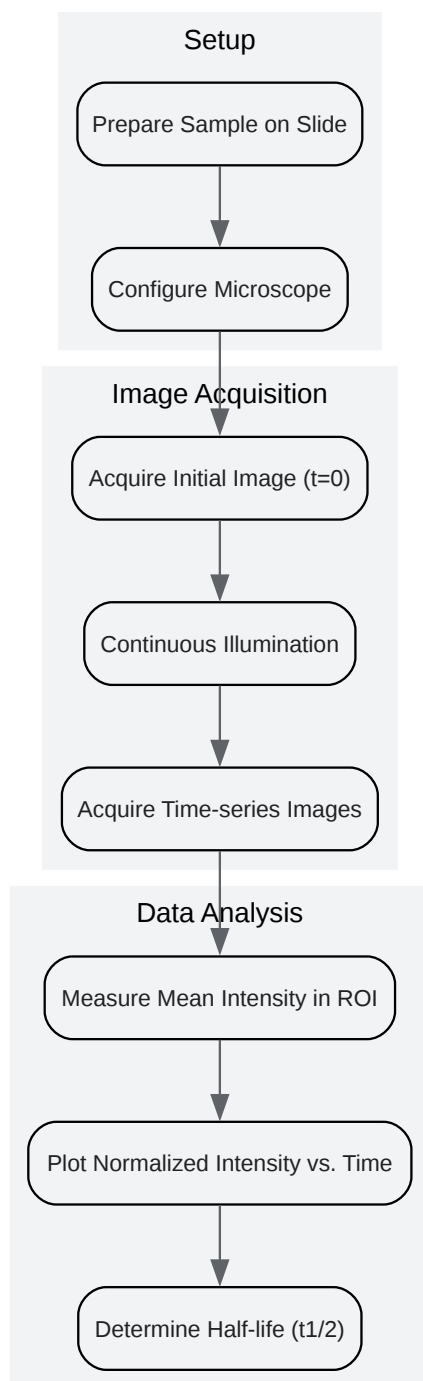 Setup
Prepare Sample on Slide
Configure Microscope
Image Acquisition
Acquire Initial Image (t=0)
Continuous Illumination
Acquire Time-series Images
Data Analysis
Measure Mean Intensity in ROI
Plot Normalized Intensity vs. Time
Determine Half-life (t1/2)